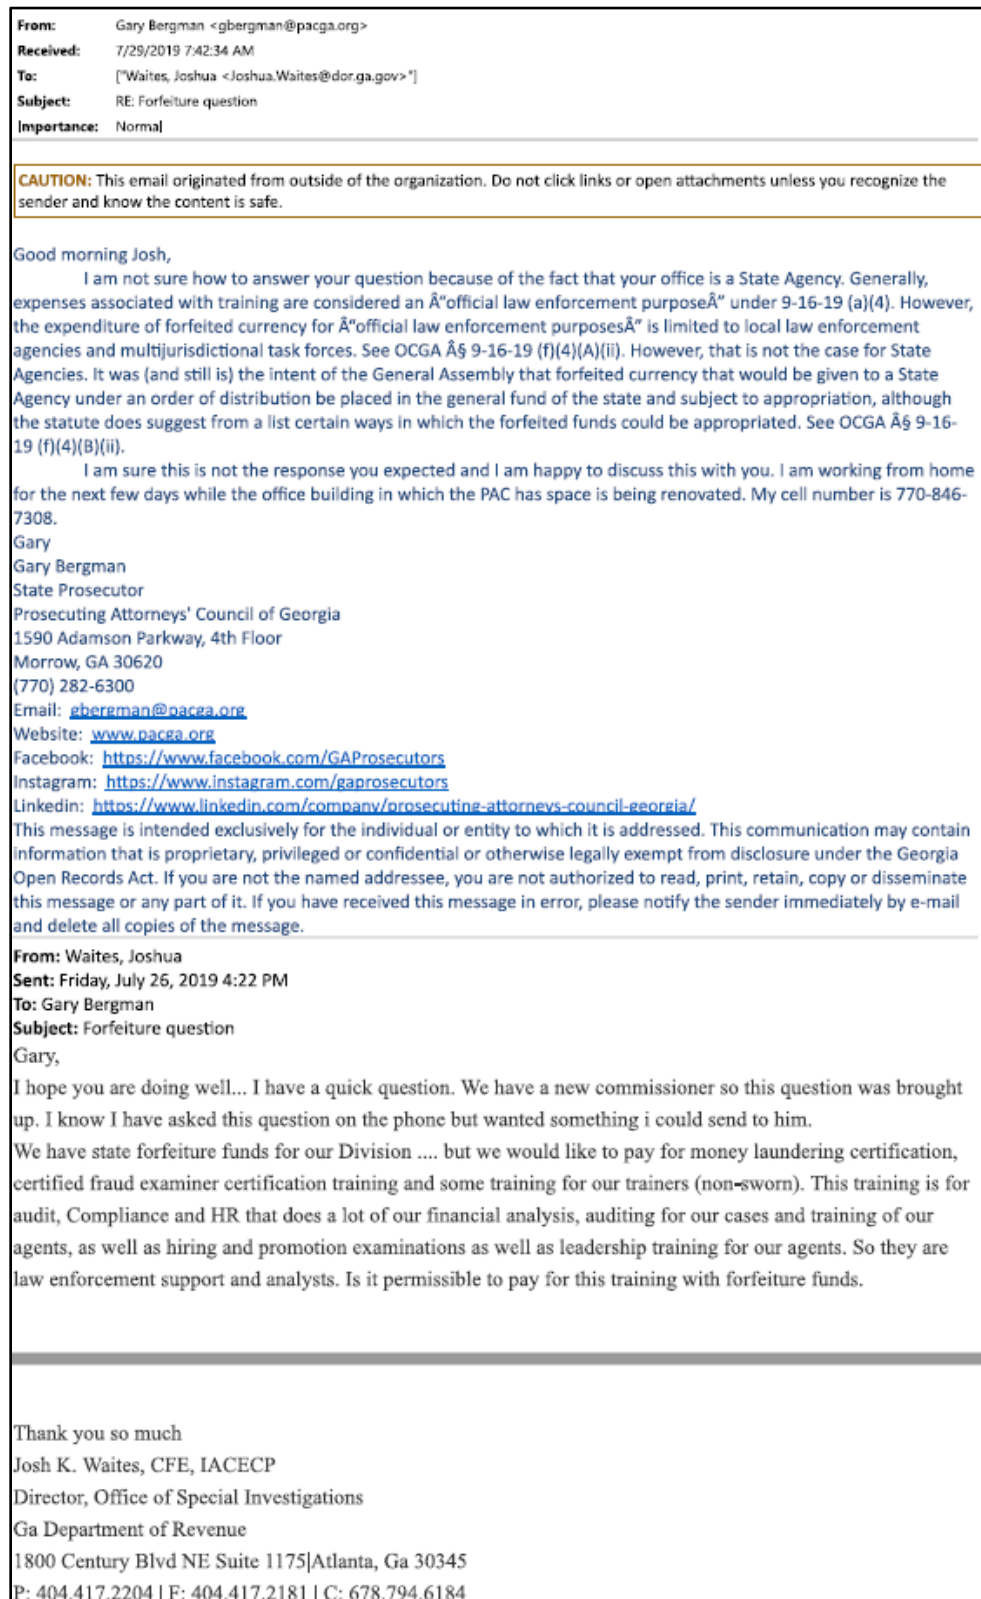 From: Gary Bergman <gbergman@pacga.org>
Received: 7/29/2019 7:42:34 AM
To: ["Waites, Joshua <Joshua.Waites@dor.ga.gov>"]
Subject: RE: Forfeiture question
Importance: Normal
CAUTION: This email originated from outside of the organization. Do not click links or open attachments unless you recognize the
sender and know the content is safe.
Good morning Josh,
I am not sure how to answer your question because of the fact that your office is a State Agency. Generally,
expenses associated with training are considered an Â"official law enforcement purposeÂ" under 9-16-19 (a)(4). However,
the expenditure of forfeited currency for Â"official law enforcement purposesÂ" is limited to local law enforcement
agencies and multijurisdictional task forces. See OCGA Â§ 9-16-19 (f)(4)(A)(ii). However, that is not the case for State
Agencies. It was (and still is) the intent of the General Assembly that forfeited currency that would be given to a State
Agency under an order of distribution be placed in the general fund of the state and subject to appropriation, although
the statute does suggest from a list certain ways in which the forfeited funds could be appropriated. See OCGA Â§ 9-16-
19 (f)(4)(B)(ii).
I am sure this is not the response you expected and I am happy to discuss this with you. I am working from home
for the next few days while the office building in which the PAC has space is being renovated. My cell number is 770-846-
7308.
Gary
Gary Bergman
State Prosecutor
Prosecuting Attorneys' Council of Georgia
1590 Adamson Parkway, 4th Floor
Morrow, GA 30620
(770) 282-6300
Email: gbergman@pacga.org
Website: www.pacga.org
Facebook: https://www.facebook.com/GAProsecutors
Instagram: https://www.instagram.com/gaprosecutors
Linkedin: https://www.linkedin.com/company/prosecuting-attorneys-council-georgia/
This message is intended exclusively for the individual or entity to which it is addressed. This communication may contain
information that is proprietary, privileged or confidential or otherwise legally exempt from disclosure under the Georgia
Open Records Act. If you are not the named addressee, you are not authorized to read, print, retain, copy or disseminate
this message or any part of it. If you have received this message in error, please notify the sender immediately by e-mail
and delete all copies of the message.
From: Waites, Joshua
Sent: Friday, July 26, 2019 4:22 PM
To: Gary Bergman
Subject: Forfeiture question
Gary,
I hope you are doing well... I have a quick question. We have a new commissioner so this question was brought
up. I know I have asked this question on the phone but wanted something i could send to him.
We have state forfeiture funds for our Division .... but we would like to pay for money laundering certification,
certified fraud examiner certification training and some training for our trainers (non-sworn). This training is for
audit, Compliance and HR that does a lot of our financial analysis, auditing for our cases and training of our
agents, as well as hiring and promotion examinations as well as leadership training for our agents. So they are
law enforcement support and analysts. Is it permissible to pay for this training with forfeiture funds.
Thank you so much
Josh K. Waites, CFE, IACECP
Director, Office of Special Investigations
Ga Department of Revenue
1800 Century Blvd NE Suite 1175|Atlanta, Ga 30345
P: 404.417.2204 | F: 404.417.2181 | C: 678.794.6184